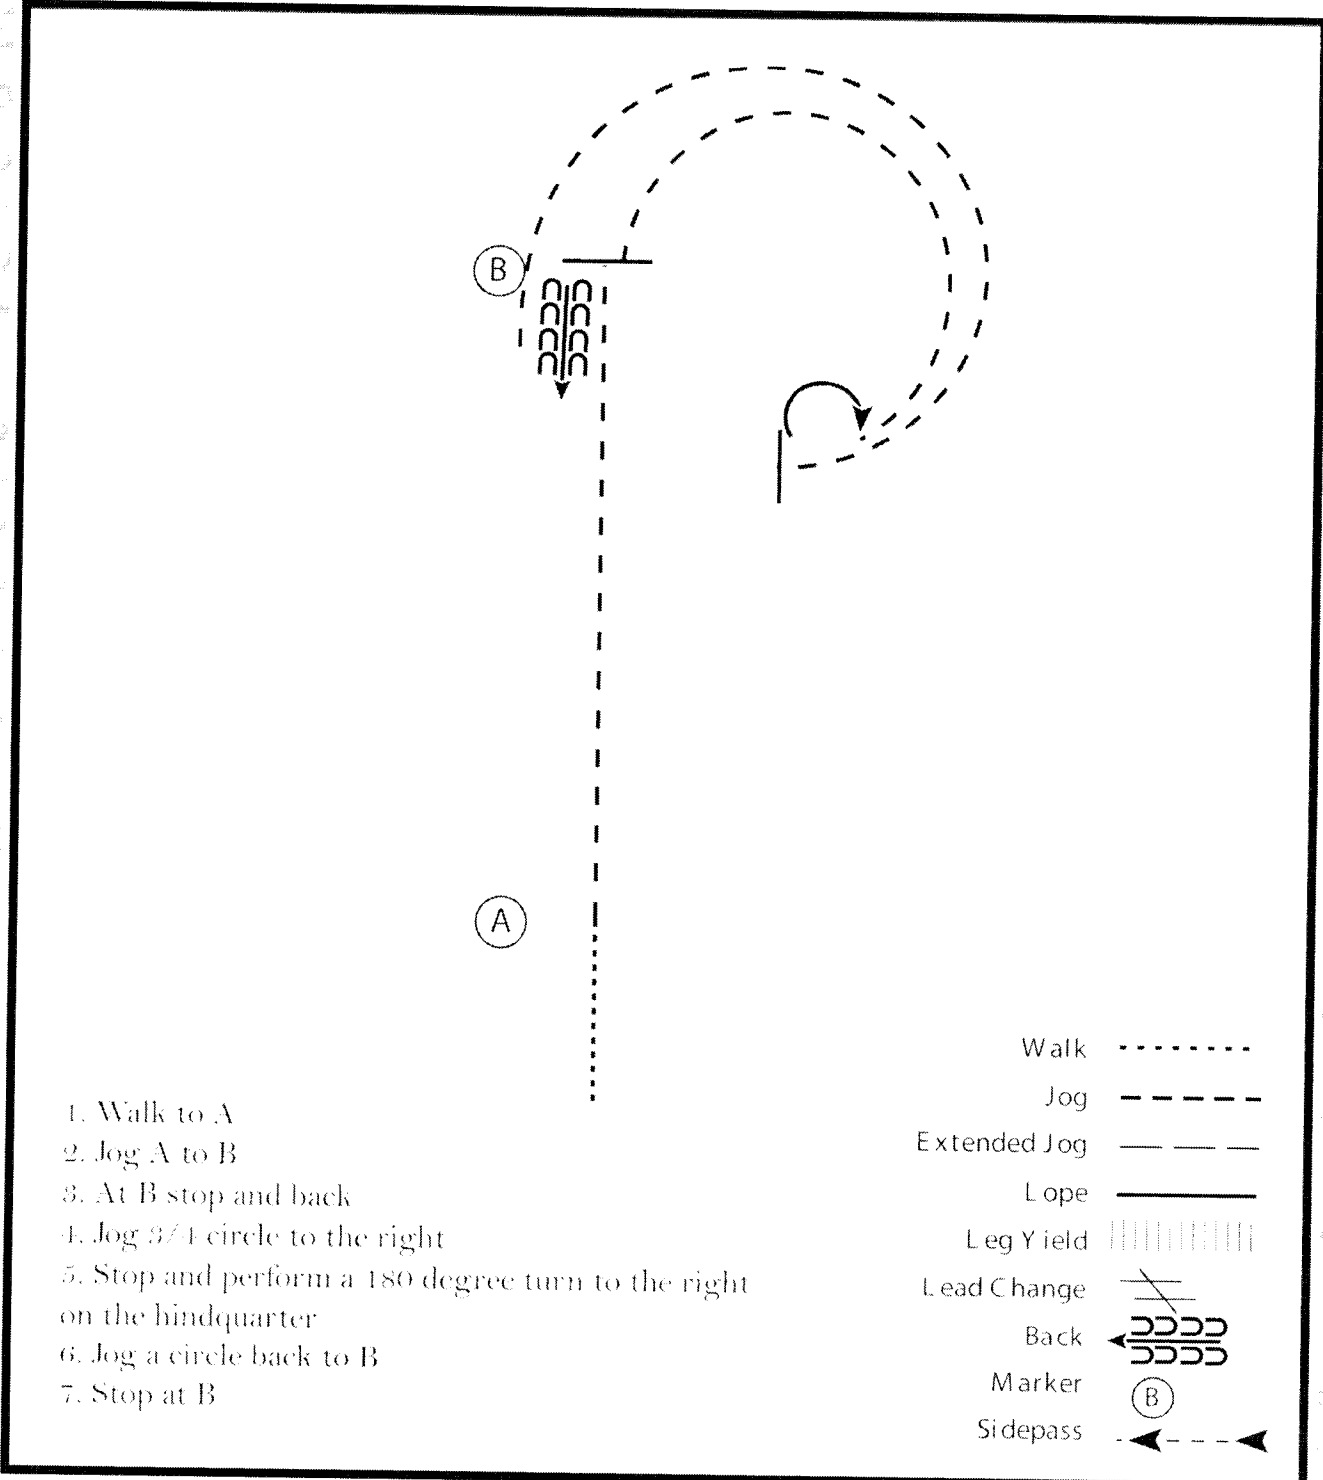 B
A
1. Walk to A
2. Jog A to B
3. At B stop and back
4. Jog 3/4 circle to the right
5. Stop and perform a 180 degree turn to the right
on the hindquarter
6. Jog a circle back to B
7. Stop at B
Walk
Jog
Extended Jog
Lope
Leg Yield
Lead Change
Back
Marker B
Sidepass